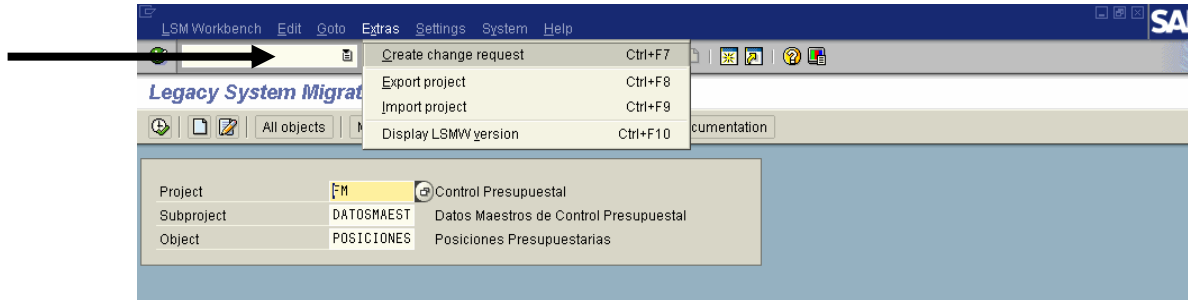 LSM Workbench Edit Goto Extras Settings System Help
Create change request Ctrl+F7
Export project Ctrl+F8
Legacy System Migrat
Import project Ctrl+F9
All objects
Display LSMW version Ctrl+F10
cumentation
Project FM Control Presupuestal
Subproject DATOSMAEST Datos Maestros de Control Presupuestal
Object POSICIONES Posiciones Presupuestarias